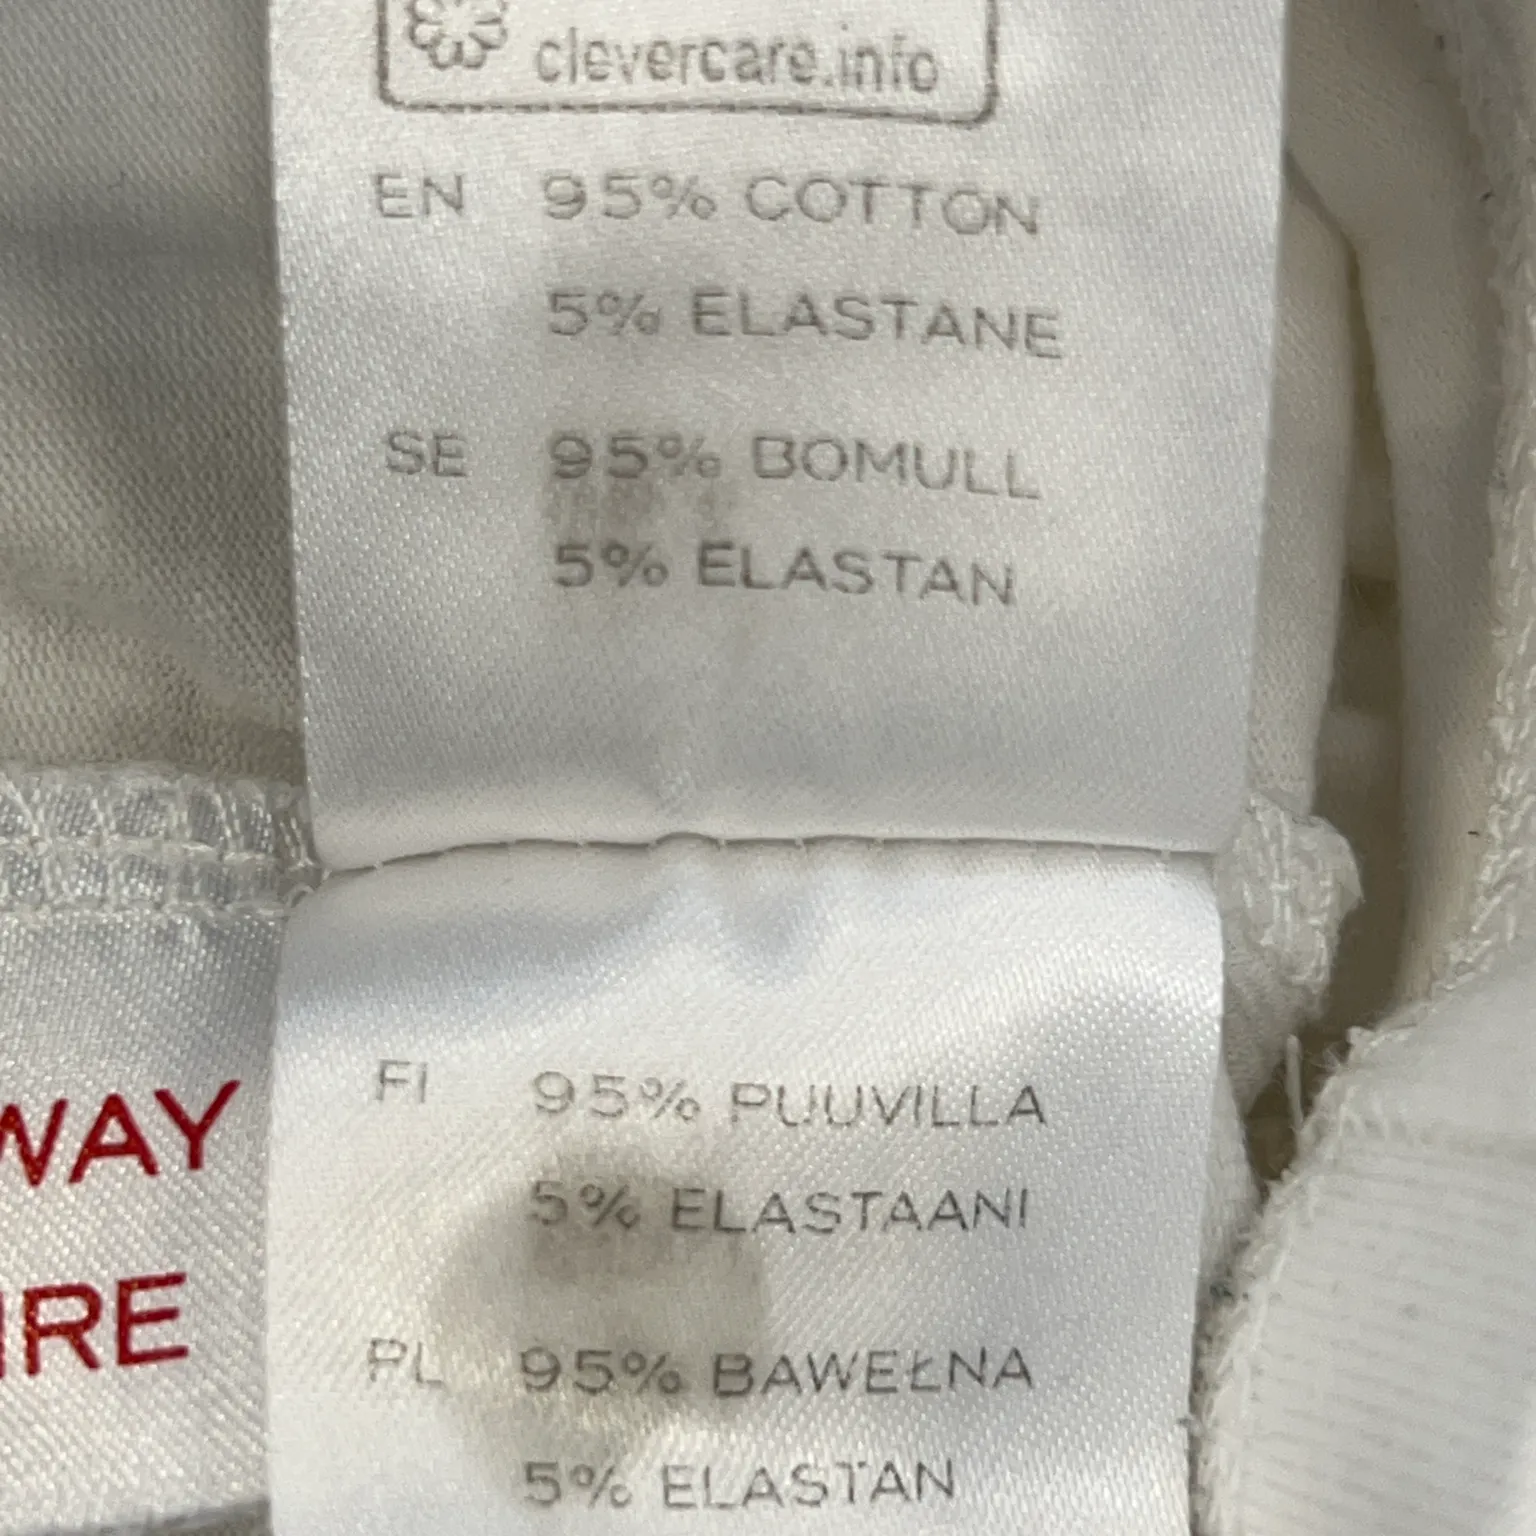 clevercare.info
EN 95% COTTON
5% ELASTANE
SE 95% BOMULL
5% ELASTAN
FI 95% PUUVILLA
5% ELASTAANI
PL 95% BAWEŁNA
5% ELASTAN
WAY
IRE